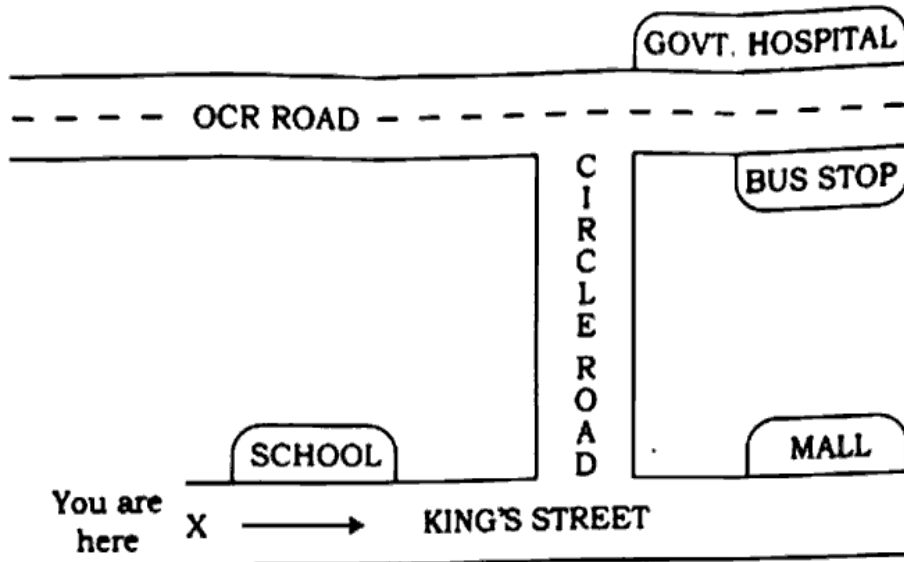 GOVT. HOSPITAL
OCR ROAD
CIRCLE ROAD
BUS STOP
SCHOOL
MALL
You are
here
X
KING'S STREET